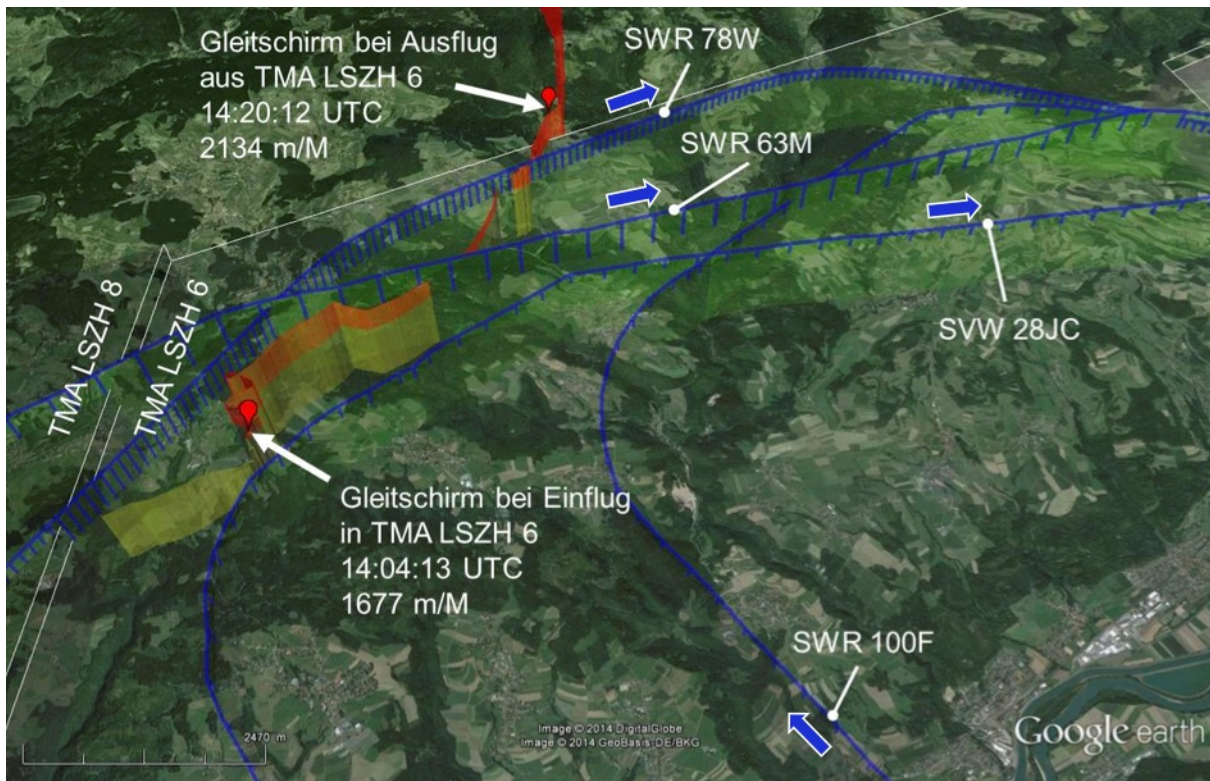 Gleitschirm bei Ausflug
aus TMA LSZH 6
14:20:12 UTC
2134 m/M
SWR 78W
SWR 63M
SVW 28JC
TMA LSZH 8
TMA LSZH 6
Gleitschirm bei Einflug
in TMA LSZH 6
14:04:13 UTC
1677 m/M
SWR 100F
2470 m
Image © 2014 DigitalGlobe
Image © 2014 GeoBasis-DE/BKG
Google earth